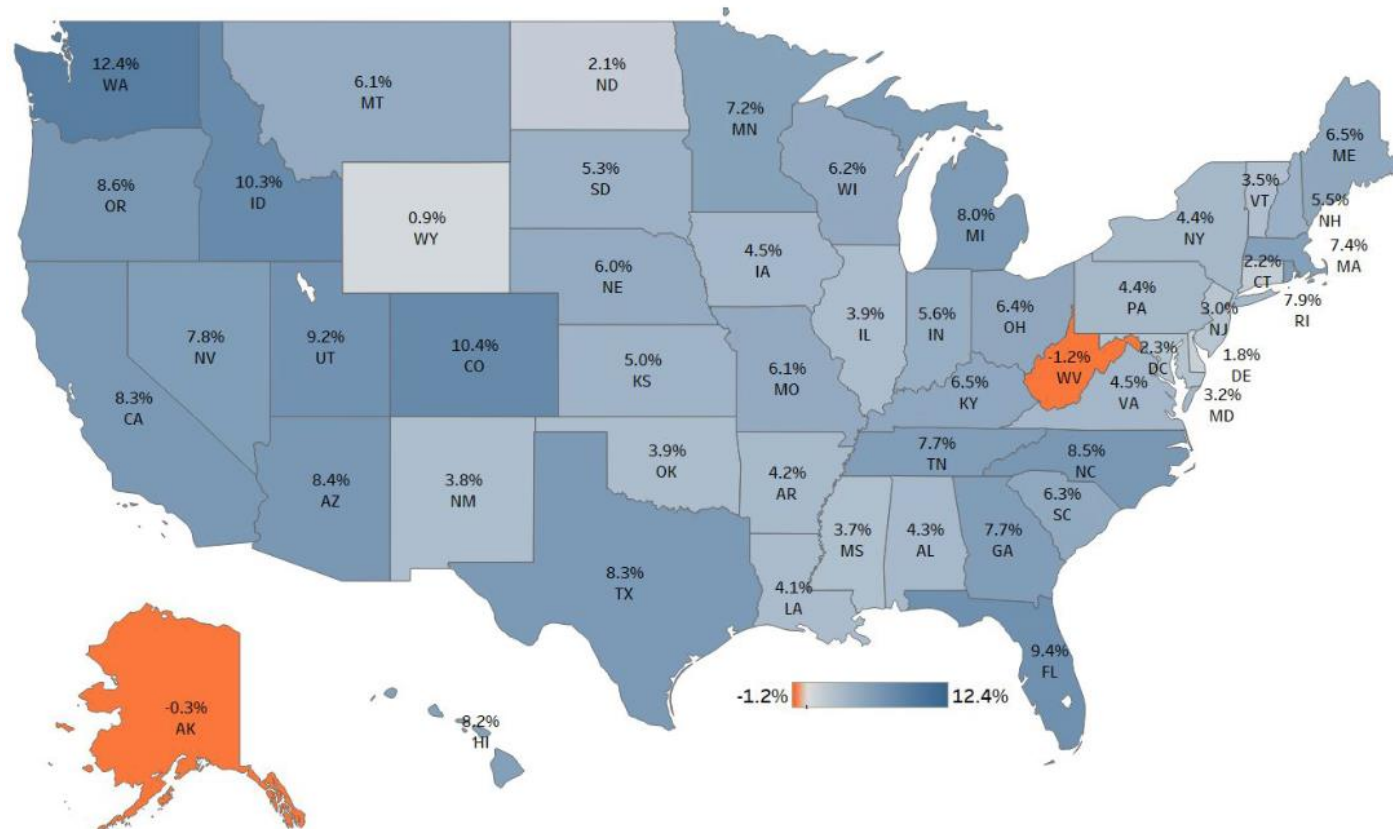 12.4%
WA
6.1%
MT
2.1%
ND
7.2%
MN
6.5%
ME
8.6%
OR
10.3%
ID
0.9%
WY
5.3%
SD
6.2%
WI
8.0%
MI
4.4%
NY
3.5%
VT
5.5%
NH
7.4%
MA
2.2%
CT
7.9%
RI
7.8%
NV
9.2%
UT
10.4%
CO
6.0%
NE
4.5%
IA
3.9%
IL
5.6%
IN
6.4%
OH
4.4%
PA
3.0%
NJ
8.3%
CA
5.0%
KS
6.1%
MO
6.5%
KY
-1.2%
WV
2.3%
DC
4.5%
VA
1.8%
DE
3.2%
MD
8.4%
AZ
3.8%
NM
3.9%
OK
4.2%
AR
7.7%
TN
8.5%
NC
6.3%
SC
8.3%
TX
4.1%
LA
3.7%
MS
4.3%
AL
7.7%
GA
9.4%
FL
-0.3%
AK
8.2%
HI
-1.2% 12.4%